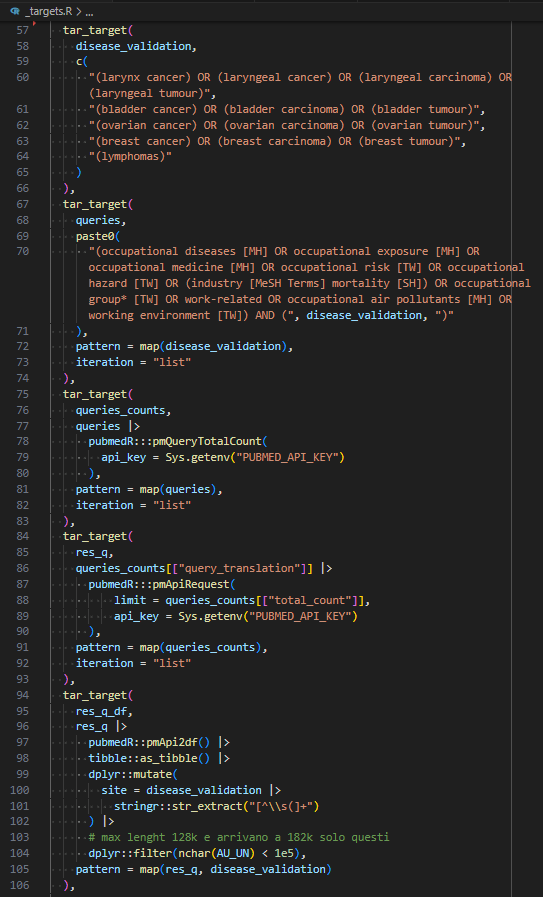 _targets.R > ...
57 tar_target(
58 disease_validation,
59 c(
60 "(larynx cancer) OR (laryngeal cancer) OR (laryngeal carcinoma) OR
(laryngeal tumour)",
61 "(bladder cancer) OR (bladder carcinoma) OR (bladder tumour)",
62 "(ovarian cancer) OR (ovarian carcinoma) OR (ovarian tumour)",
63 "(breast cancer) OR (breast carcinoma) OR (breast tumour)",
64 "(lymphomas)"
65 )
66 ),
67 tar_target(
68 queries,
69 paste0(
70 "(occupational diseases [MH] OR occupational exposure [MH] OR
occupational medicine [MH] OR occupational risk [TW] OR occupational
hazard [TW] OR (industry [MeSH Terms] mortality [SH]) OR occupational
group* [TW] OR work-related OR occupational air pollutants [MH] OR
working environment [TW]) AND (", disease_validation, ")"
71 ),
72 pattern = map(disease_validation),
73 iteration = "list"
74 ),
75 tar_target(
76 queries_counts,
77 queries |>
78 pubmedR:::pmQueryTotalCount(
79 api_key = Sys.getenv("PUBMED_API_KEY")
80 ),
81 pattern = map(queries),
82 iteration = "list"
83 ),
84 tar_target(
85 res_q,
86 queries_counts[["query_translation"]] |>
87 pubmedR:::pmApiRequest(
88 limit = queries_counts[["total_count"]],
89 api_key = Sys.getenv("PUBMED_API_KEY")
90 ),
91 pattern = map(queries_counts),
92 iteration = "list"
93 ),
94 tar_target(
95 res_q_df,
96 res_q |>
97 pubmedR::pmApi2df() |>
98 tibble::as_tibble() |>
99 dplyr::mutate(
100 site = disease_validation |>
101 stringr::str_extract("[^\\s(]+")
102 ) |>
103 # max lenght 128k e arrivano a 182k solo questi
104 dplyr::filter(nchar(AU_UN) < 1e5),
105 pattern = map(res_q, disease_validation)
106 ),